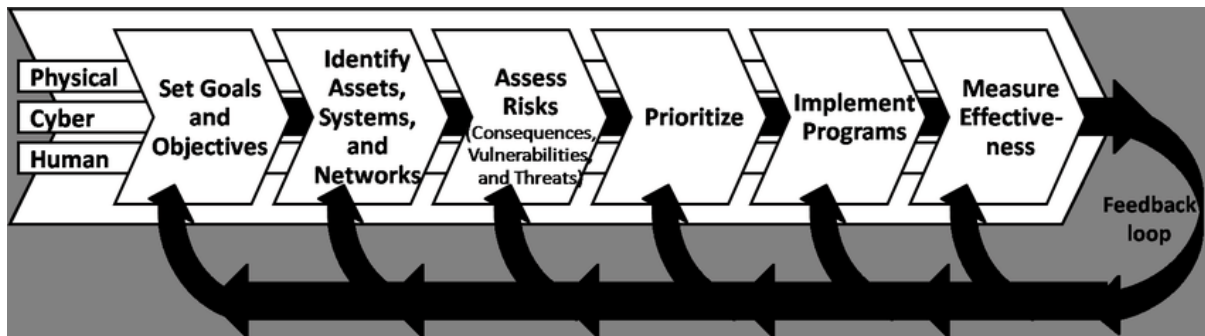 Physical
Cyber
Human
Set Goals
and
Objectives
Identify
Assets,
Systems,
and
Networks
Assess
Risks
(Consequences,
Vulnerabilities,
and Threats)
Prioritize
Implement
Programs
Measure
Effective-
ness
Feedback
loop